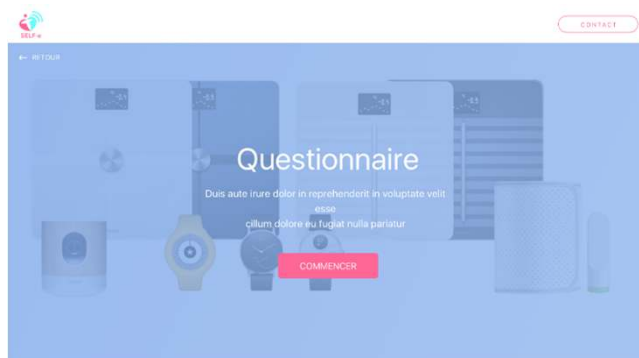 SELF-e
CONTACT
← RETOUR
Questionnaire
Duis aute irure dolor in reprehenderit in voluptate velit
esse
cillum dolore eu fugiat nulla pariatur
COMMENCER